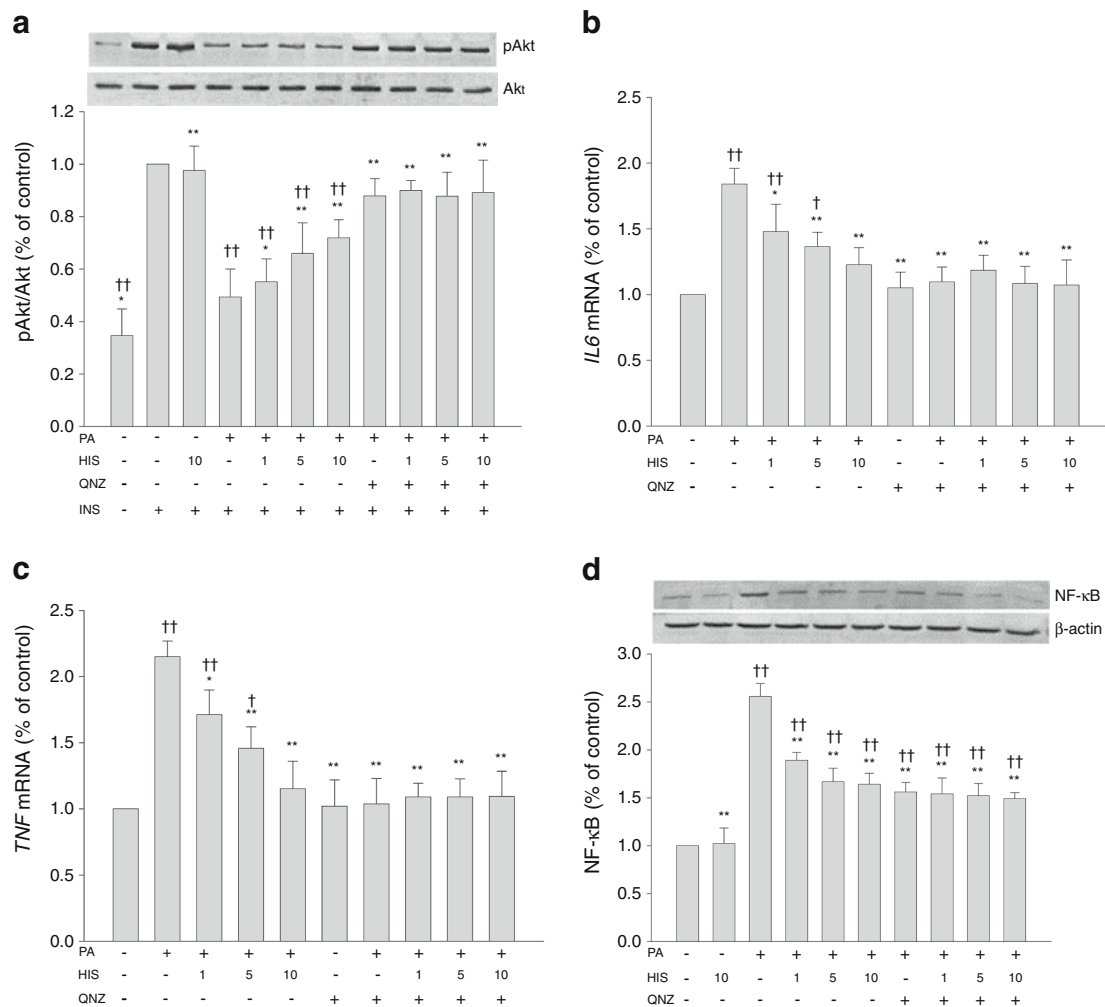 a
pAkt
Akt
pAkt/Akt (% of control)
1.2
1.0
0.8
0.6
0.4
0.2
0.0
†† * ** †† †† * †† ** †† ** ** ** ** **
PA - - - + + + + + + + +
HIS - - 10 - 1 5 10 - 1 5 10
QNZ - - - - - - - + + + +
INS - + + + + + + + + + +
b
IL6 mRNA (% of control)
2.5
2.0
1.5
1.0
0.5
0.0
†† †† * † ** ** ** ** ** ** **
PA - + + + + - + + + +
HIS - - 1 5 10 - - 1 5 10
QNZ - - - - - + + + + +
c
TNF mRNA (% of control)
2.5
2.0
1.5
1.0
0.5
0.0
†† †† * † ** ** ** ** ** ** **
PA - + + + + - + + + +
HIS - - 1 5 10 - - 1 5 10
QNZ - - - - - + + + + +
d
NF-κB
β-actin
NF-κB (% of control)
3.0
2.5
2.0
1.5
1.0
0.5
0.0
** †† †† ** †† ** †† ** †† ** †† ** †† ** †† **
PA - - + + + + + + + +
HIS - 10 - 1 5 10 - 1 5 10
QNZ - - - - - - + + + +